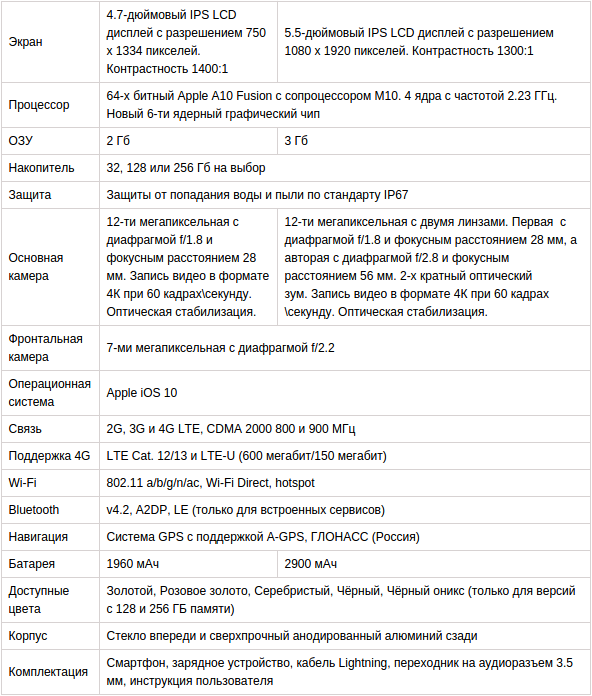 Экран
4.7-дюймовый IPS LCD
дисплей с разрешением 750
x 1334 пикселей.
Контрастность 1400:1
5.5-дюймовый IPS LCD дисплей с разрешением
1080 x 1920 пикселей. Контрастность 1300:1
Процессор
64-х битный Apple A10 Fusion с сопроцессором M10. 4 ядра с частотой 2.23 ГГц.
Новый 6-ти ядерный графический чип
ОЗУ
2 Гб
3 Гб
Накопитель
32, 128 или 256 Гб на выбор
Защита
Защиты от попадания воды и пыли по стандарту IP67
Основная
камера
12-ти мегапиксельная с
диафрагмой f/1.8 и
фокусным расстоянием 28
мм. Запись видео в формате
4К при 60 кадрах\секунду.
Оптическая стабилизация.
12-ти мегапиксельная с двумя линзами. Первая с
диафрагмой f/1.8 и фокусным расстоянием 28 мм, а
авторая с диафрагмой f/2.8 и фокусным
расстоянием 56 мм. 2-х кратный оптический
зум. Запись видео в формате 4К при 60 кадрах
\секунду. Оптическая стабилизация.
Фронтальная
камера
7-ми мегапиксельная с диафрагмой f/2.2
Операционная
система
Apple iOS 10
Связь
2G, 3G и 4G LTE, CDMA 2000 800 и 900 МГц
Поддержка 4G
LTE Cat. 12/13 и LTE-U (600 мегабит/150 мегабит)
Wi-Fi
802.11 a/b/g/n/ac, Wi-Fi Direct, hotspot
Bluetooth
v4.2, A2DP, LE (только для встроенных сервисов)
Навигация
Система GPS с поддержкой A-GPS, ГЛОНАСС (Россия)
Батарея
1960 мАч
2900 мАч
Доступные
цвета
Золотой, Розовое золото, Серебристый, Чёрный, Чёрный оникс (только для версий
с 128 и 256 ГБ памяти)
Корпус
Стекло впереди и сверхпрочный анодированный алюминий сзади
Комплектация
Смартфон, зарядное устройство, кабель Lightning, переходник на аудиоразъем 3.5
мм, инструкция пользователя